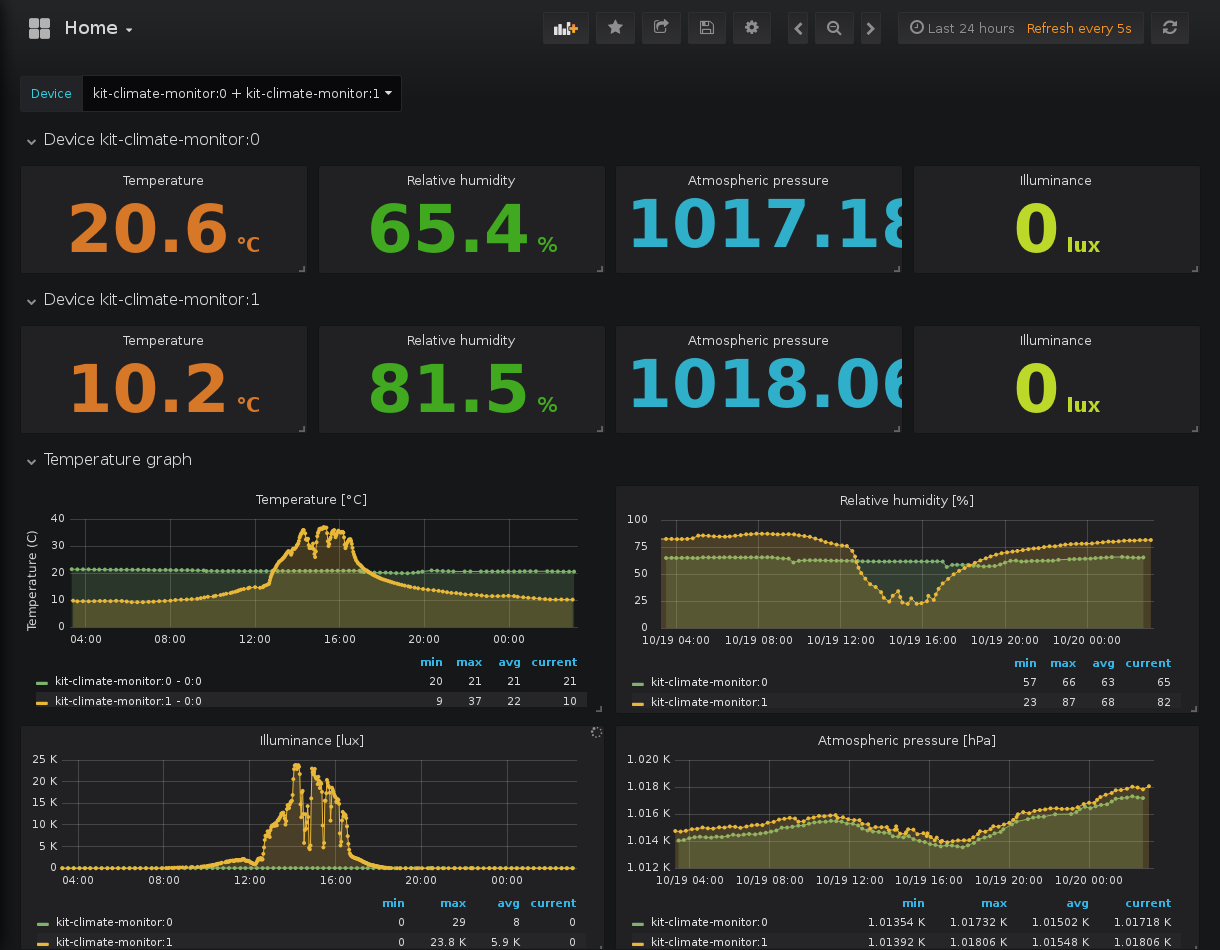 Home
Last 24 hours Refresh every 5s
Device kit-climate-monitor:0 + kit-climate-monitor:1
Device kit-climate-monitor:0
Temperature Relative humidity Atmospheric pressure Illuminance
20.6 °C 65.4 % 1017.18 0 lux
Device kit-climate-monitor:1
Temperature Relative humidity Atmospheric pressure Illuminance
10.2 °C 81.5 % 1018.06 0 lux
Temperature graph
Temperature [°C]
Temperature (C)
40
30
20
10
0
04:00 08:00 12:00 16:00 20:00 00:00
min max avg current
kit-climate-monitor:0 - 0:0 20 21 21 21
kit-climate-monitor:1 - 0:0 9 37 22 10
Relative humidity [%]
100
75
50
25
0
10/19 04:00 10/19 08:00 10/19 12:00 10/19 16:00 10/19 20:00 10/20 00:00
min max avg current
kit-climate-monitor:0 57 66 63 65
kit-climate-monitor:1 23 87 68 82
Illuminance [lux]
25 K
20 K
15 K
10 K
5 K
0
04:00 08:00 12:00 16:00 20:00 00:00
min max avg current
kit-climate-monitor:0 0 29 8 0
kit-climate-monitor:1 0 23.8 K 5.9 K 0
Atmospheric pressure [hPa]
1.020 K
1.018 K
1.016 K
1.014 K
1.012 K
10/19 04:00 10/19 08:00 10/19 12:00 10/19 16:00 10/19 20:00 10/20 00:00
min max avg current
kit-climate-monitor:0 1.01354 K 1.01732 K 1.01502 K 1.01718 K
kit-climate-monitor:1 1.01392 K 1.01806 K 1.01548 K 1.01806 K